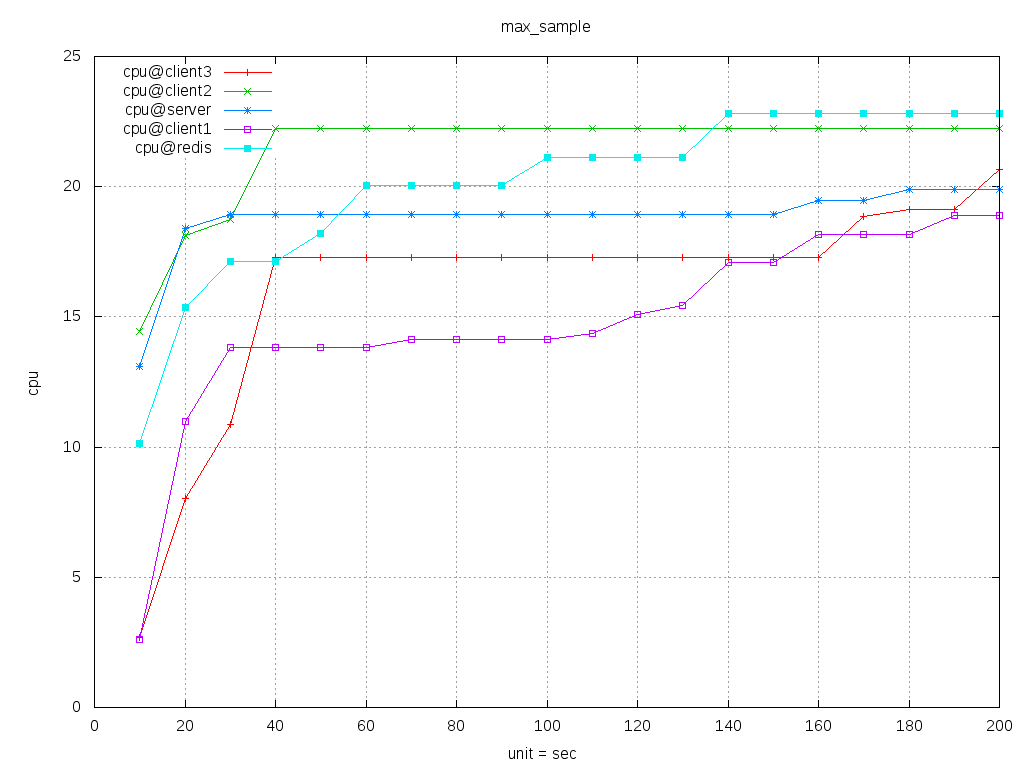 max_sample
25
20
15
10
5
0
cpu
cpu@client3
cpu@client2
cpu@server
cpu@client1
cpu@redis
0 20 40 60 80 100 120 140 160 180 200
unit = sec